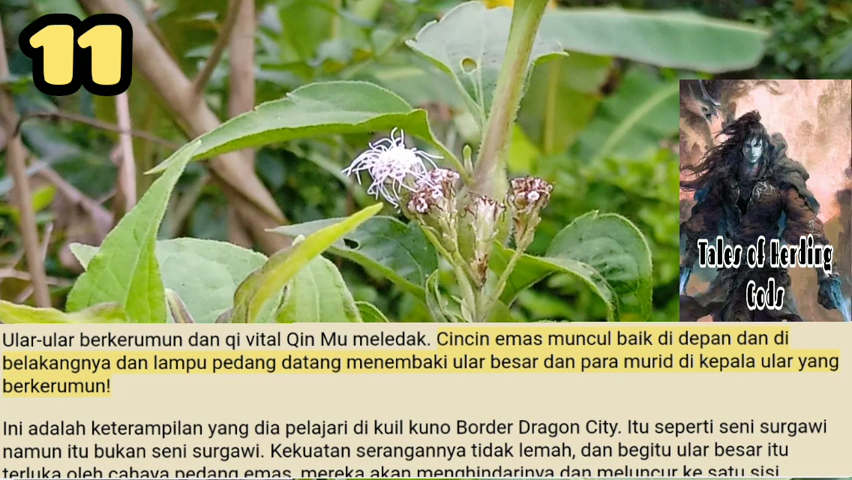 11
Tales of Herding
Gods
Ular-ular berkerumun dan qi vital Qin Mu meledak. Cincin emas muncul baik di depan dan di
belakangnya dan lampu pedang datang menembaki ular besar dan para murid di kepala ular yang
berkerumun!
Ini adalah keterampilan yang dia pelajari di kuil kuno Border Dragon City. Itu seperti seni surgawi
namun itu bukan seni surgawi. Kekuatan serangannya tidak lemah, dan begitu ular besar itu
terluka oleh cahaya pedang emas, mereka akan menghindarinya dan meluncur ke satu sisi